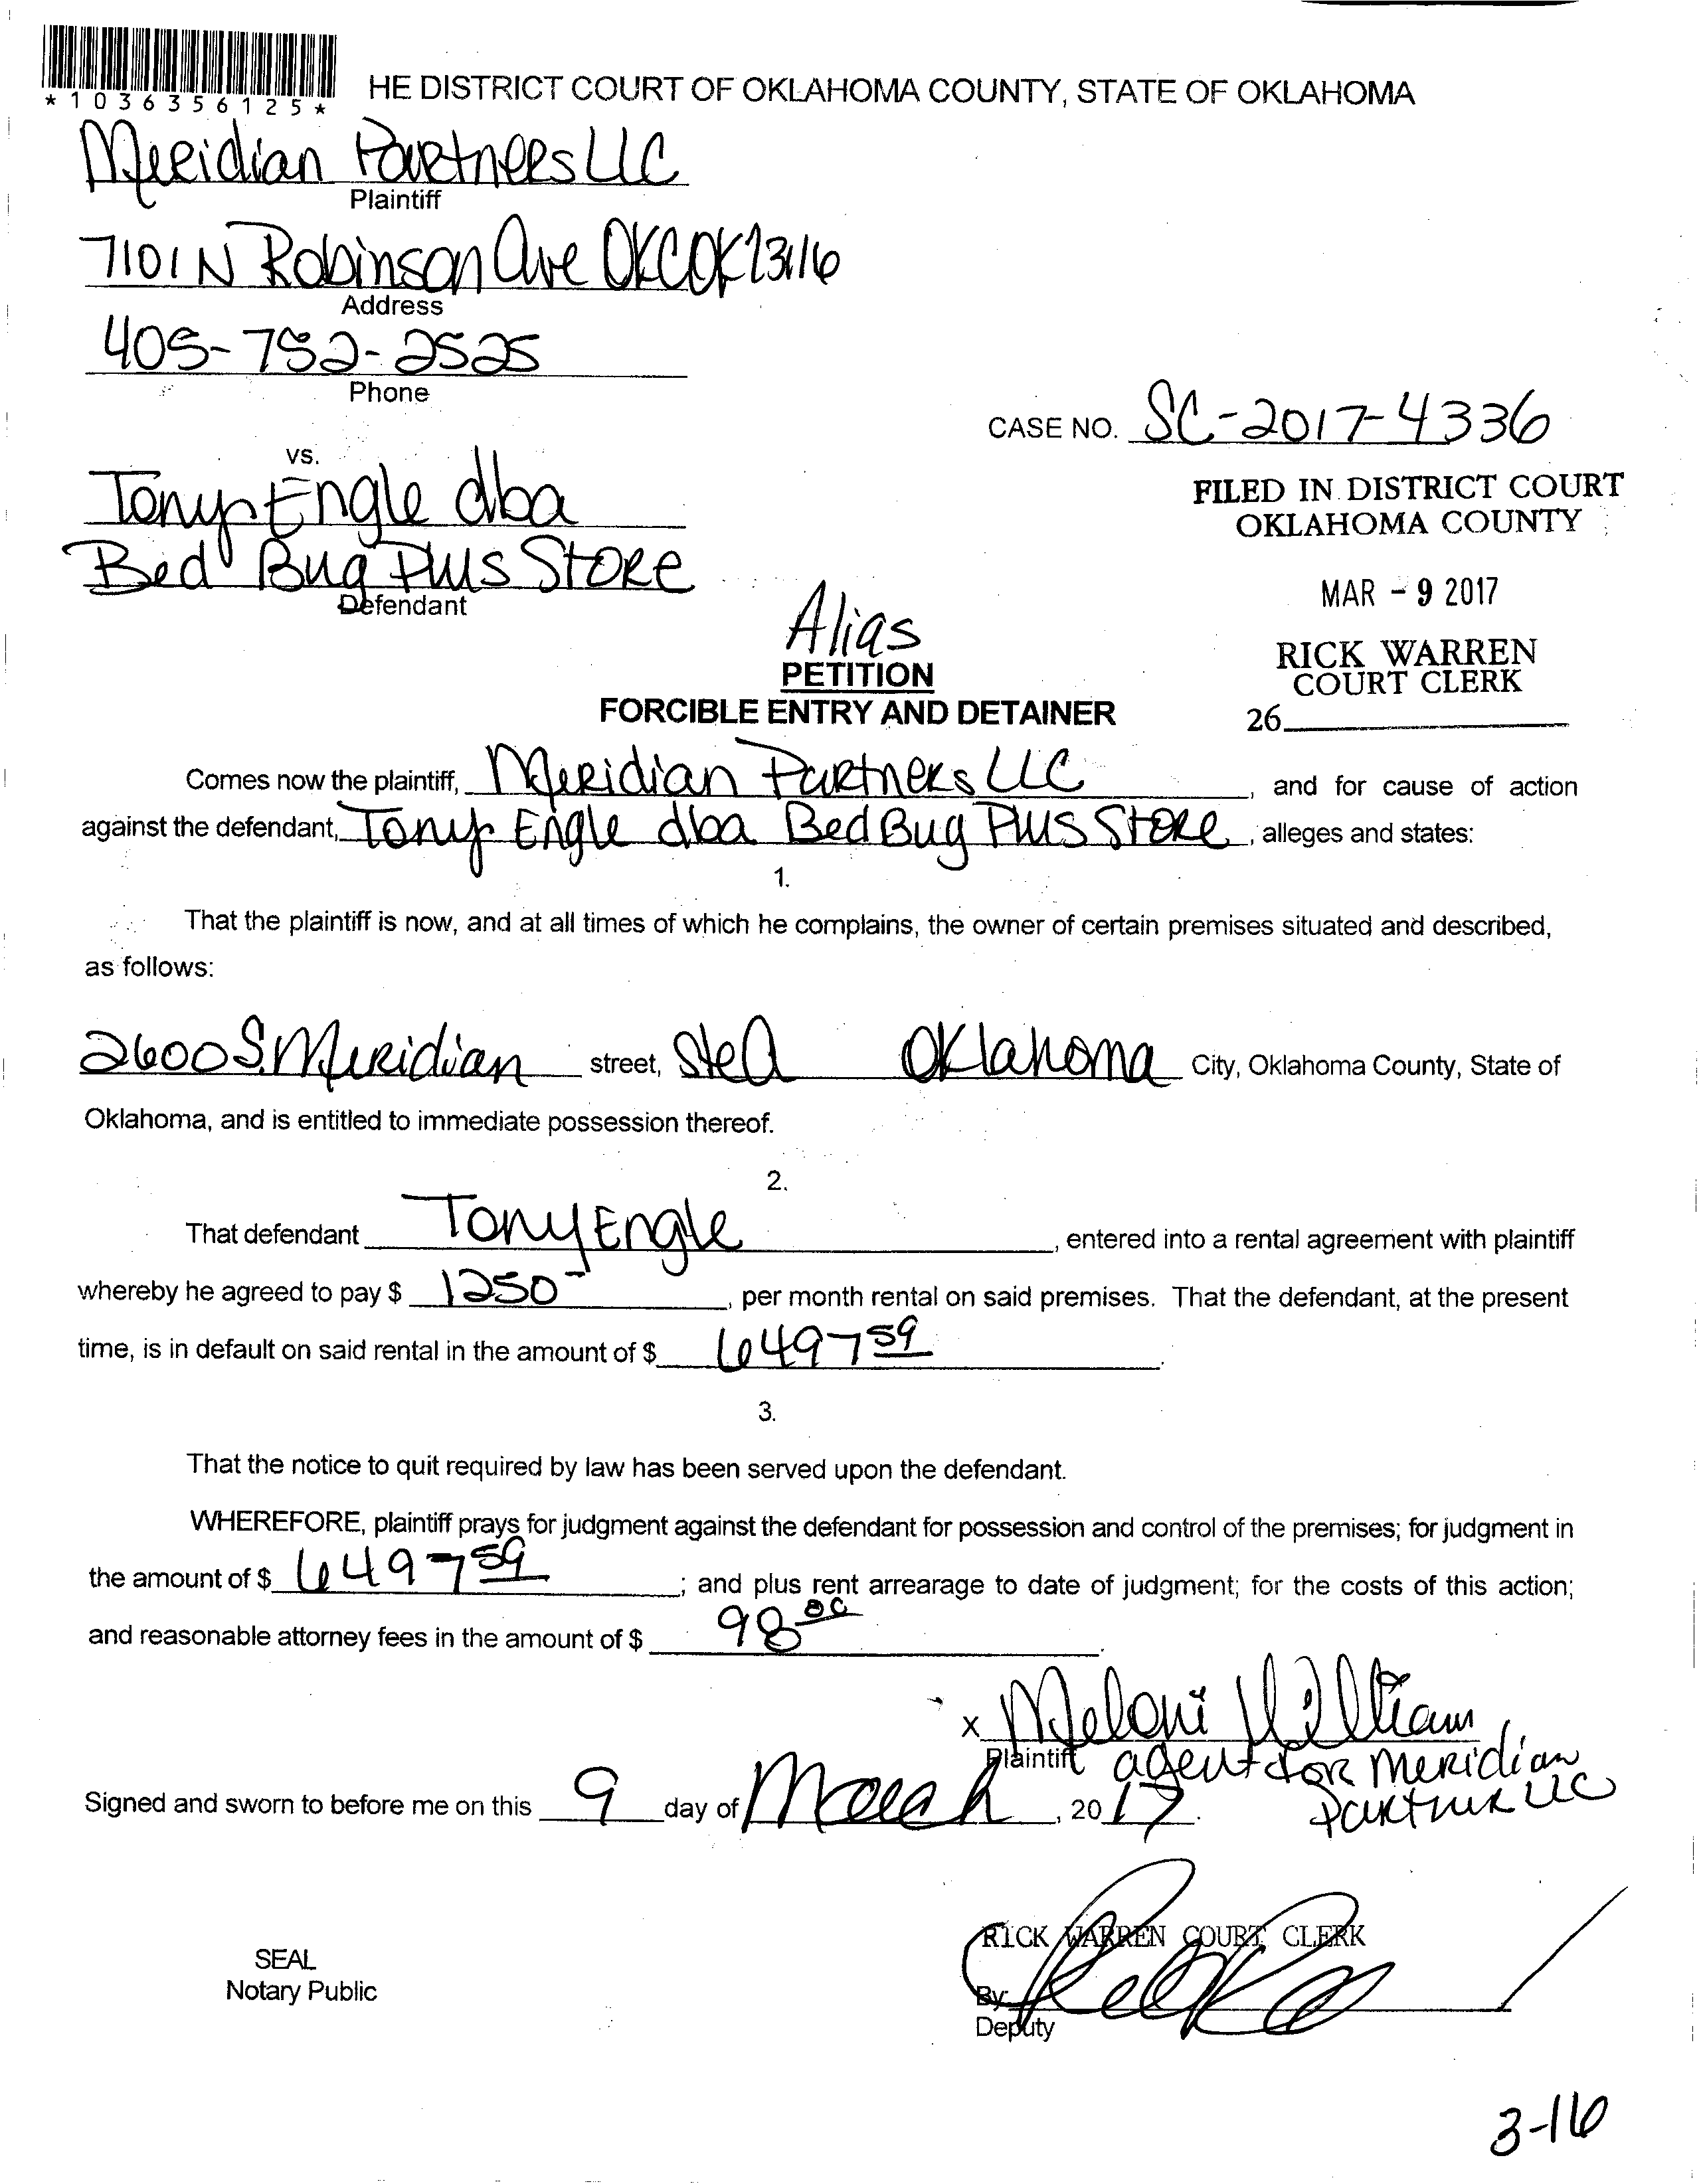 *1036356125*
HE DISTRICT COURT OF OKLAHOMA COUNTY, STATE OF OKLAHOMA
Meridian Partners LLC
Plaintiff
7101 N Robinson Ave OKC OK 73116
Address
405-752-2525
Phone
CASE NO. SC-2017-4336
vs.
FILED IN DISTRICT COURT
OKLAHOMA COUNTY
Tony Engle dba
Bed Bug Plus Store
Defendant
MAR - 9 2017
Alias
RICK WARREN
COURT CLERK
PETITION
FORCIBLE ENTRY AND DETAINER
26
Comes now the plaintiff, Meridian Partners LLC, and for cause of action
against the defendant, Tony Engle dba Bed Bug Plus Store, alleges and states:
1.
That the plaintiff is now, and at all times of which he complains, the owner of certain premises situated and described,
as follows:
2600 S. Meridian street, Ste A Oklahoma City, Oklahoma County, State of
Oklahoma, and is entitled to immediate possession thereof.
2.
That defendant Tony Engle, entered into a rental agreement with plaintiff
whereby he agreed to pay $ 1250-, per month rental on said premises. That the defendant, at the present
time, is in default on said rental in the amount of $ 6497 59.
3.
That the notice to quit required by law has been served upon the defendant.
WHEREFORE, plaintiff prays for judgment against the defendant for possession and control of the premises; for judgment in
the amount of $ 6497 59; and plus rent arrearage to date of judgment; for the costs of this action;
and reasonable attorney fees in the amount of $ 98 00.
x Meloni William
Plaintiff agent for Meridian
Partner LLC
Signed and sworn to before me on this 9 day of March, 2017.
RICK WARREN COURT CLERK
SEAL
Notary Public
By:
Deputy
3-16